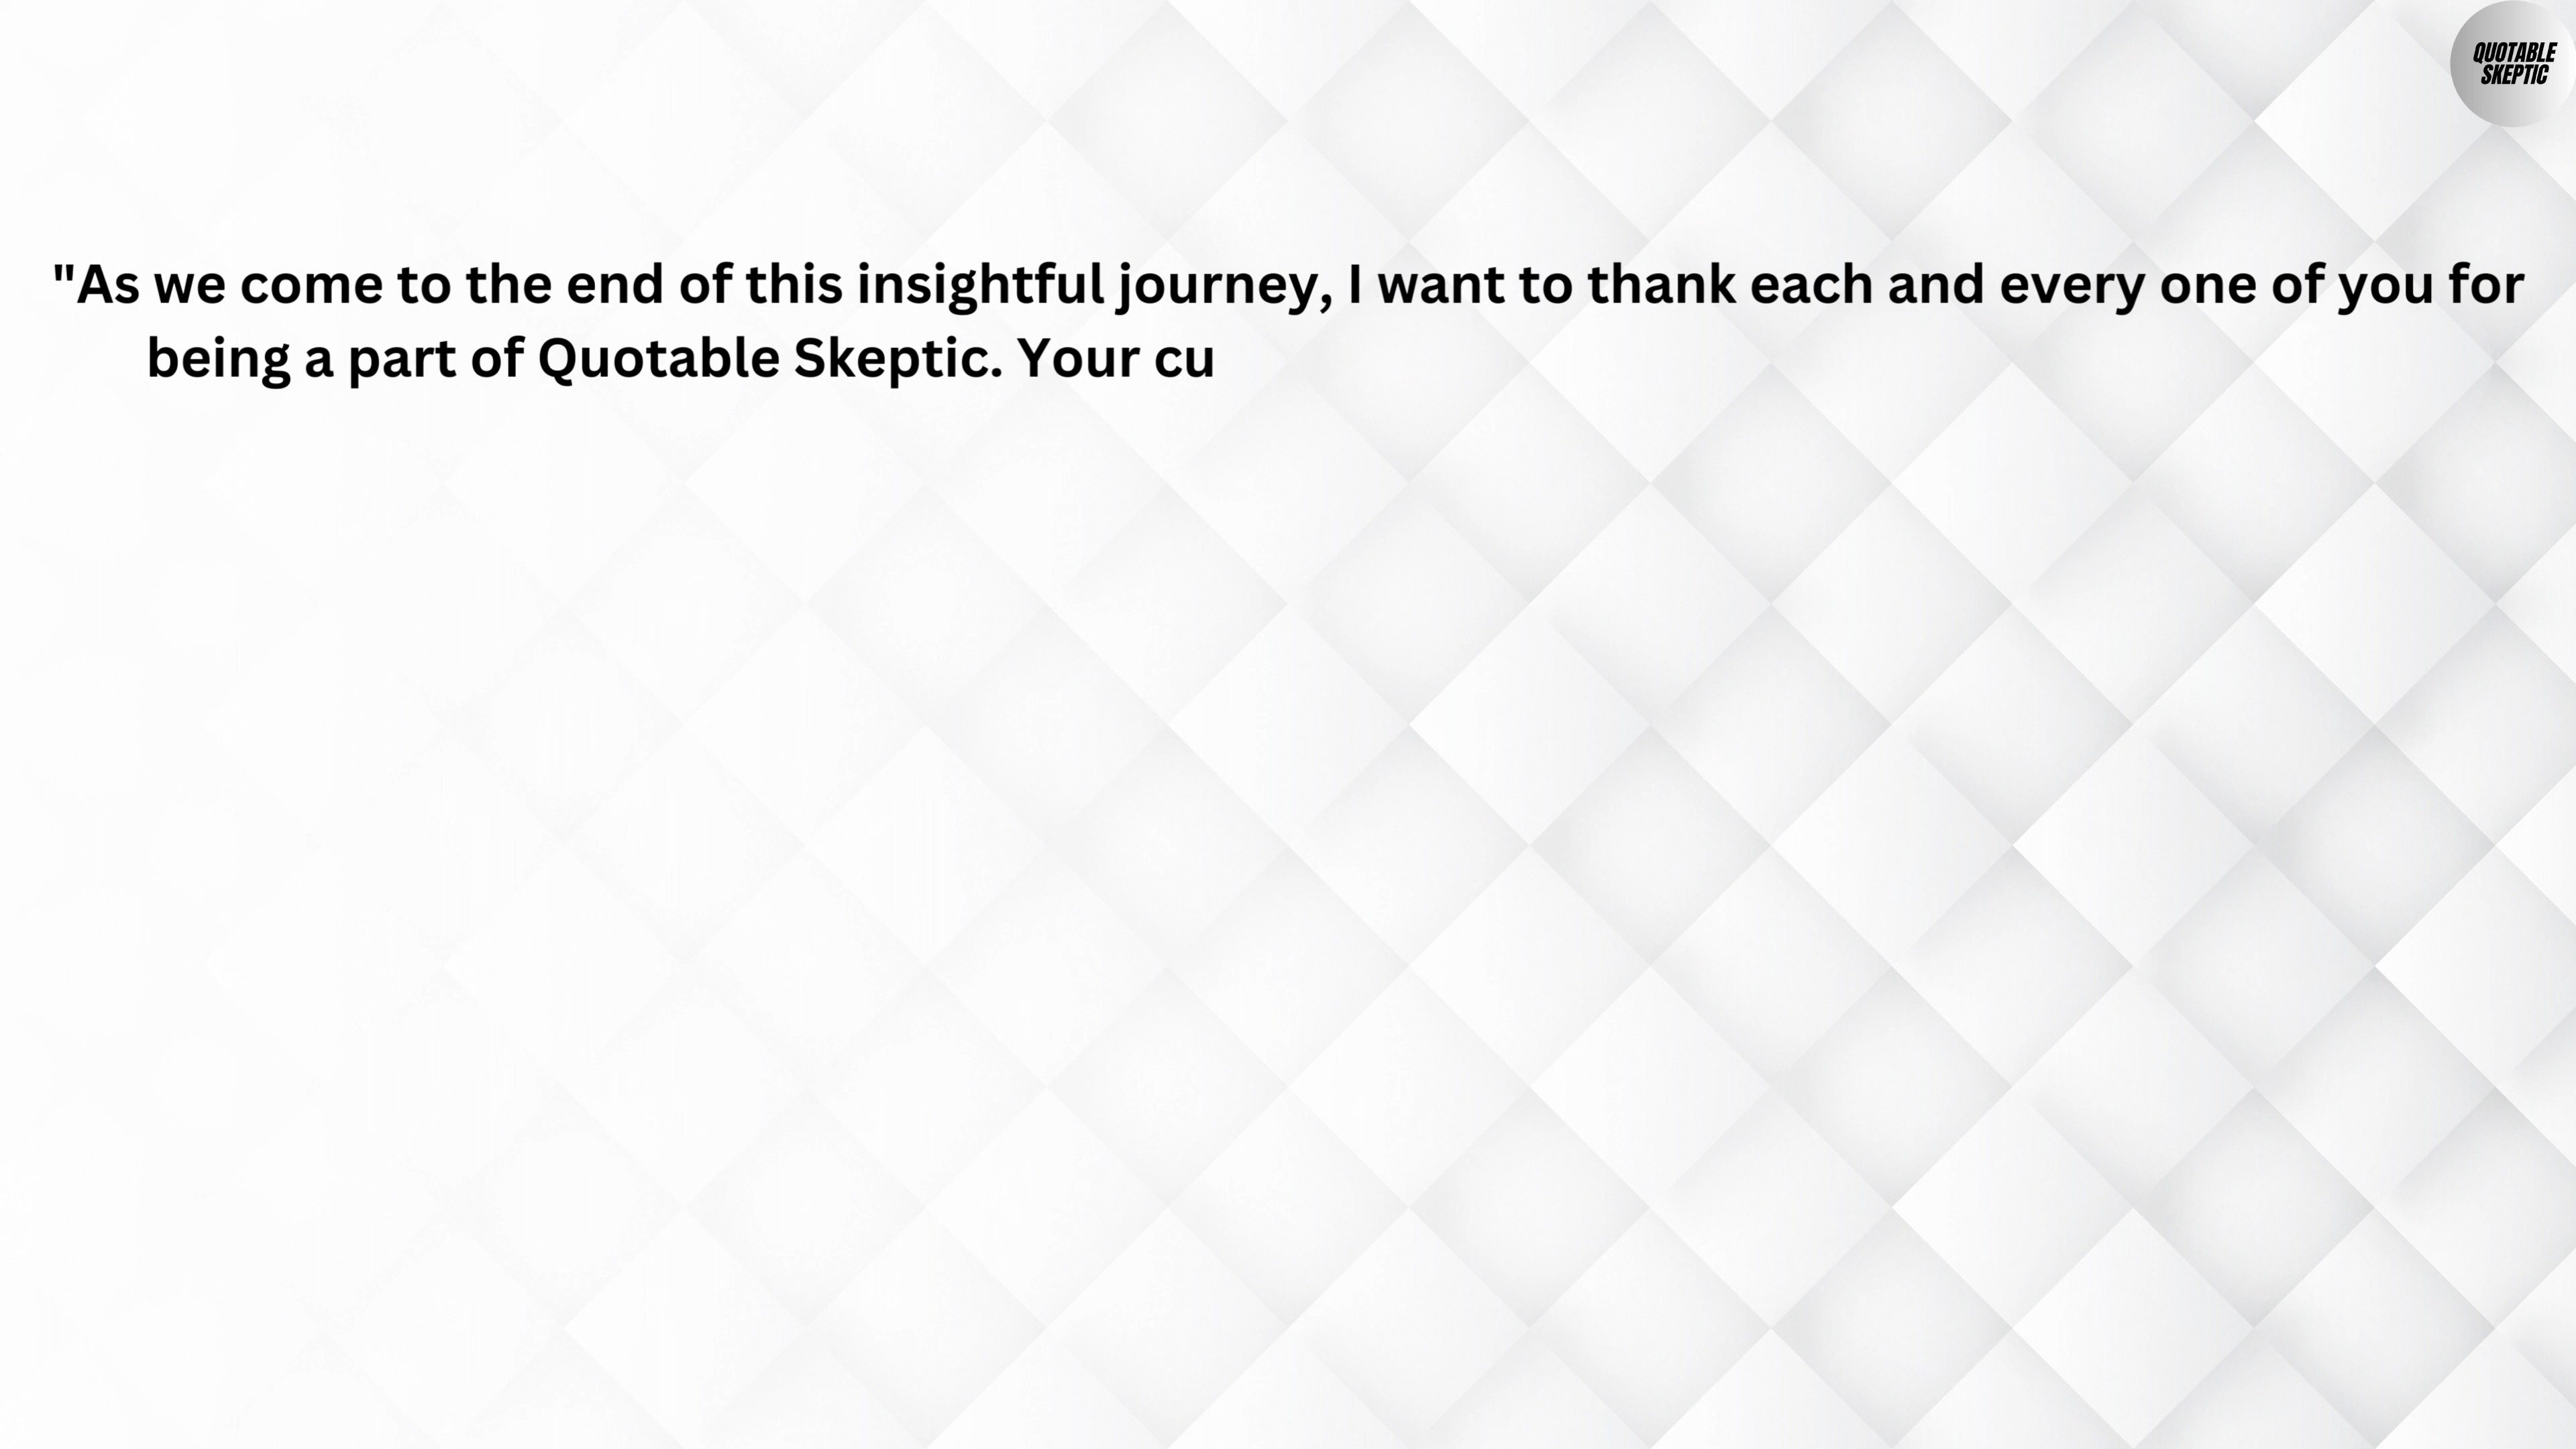 QUOTABLE
SKEPTIC
"As we come to the end of this insightful journey, I want to thank each and every one of you for
being a part of Quotable Skeptic. Your cu